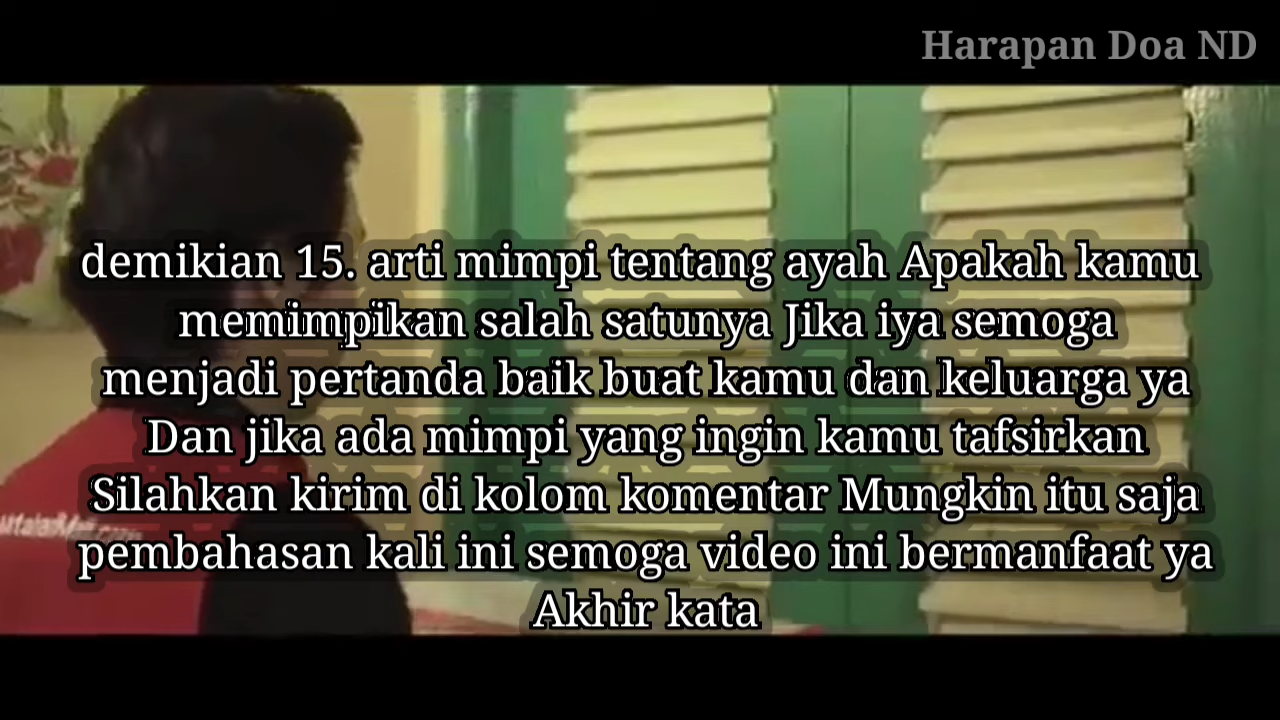 Harapan Doa ND
demikian 15. arti mimpi tentang ayah Apakah kamu
memimpikan salah satunya Jika iya semoga
menjadi pertanda baik buat kamu dan keluarga ya
Dan jika ada mimpi yang ingin kamu tafsirkan
Silahkan kirim di kolom komentar Mungkin itu saja
pembahasan kali ini semoga video ini bermanfaat ya
Akhir kata